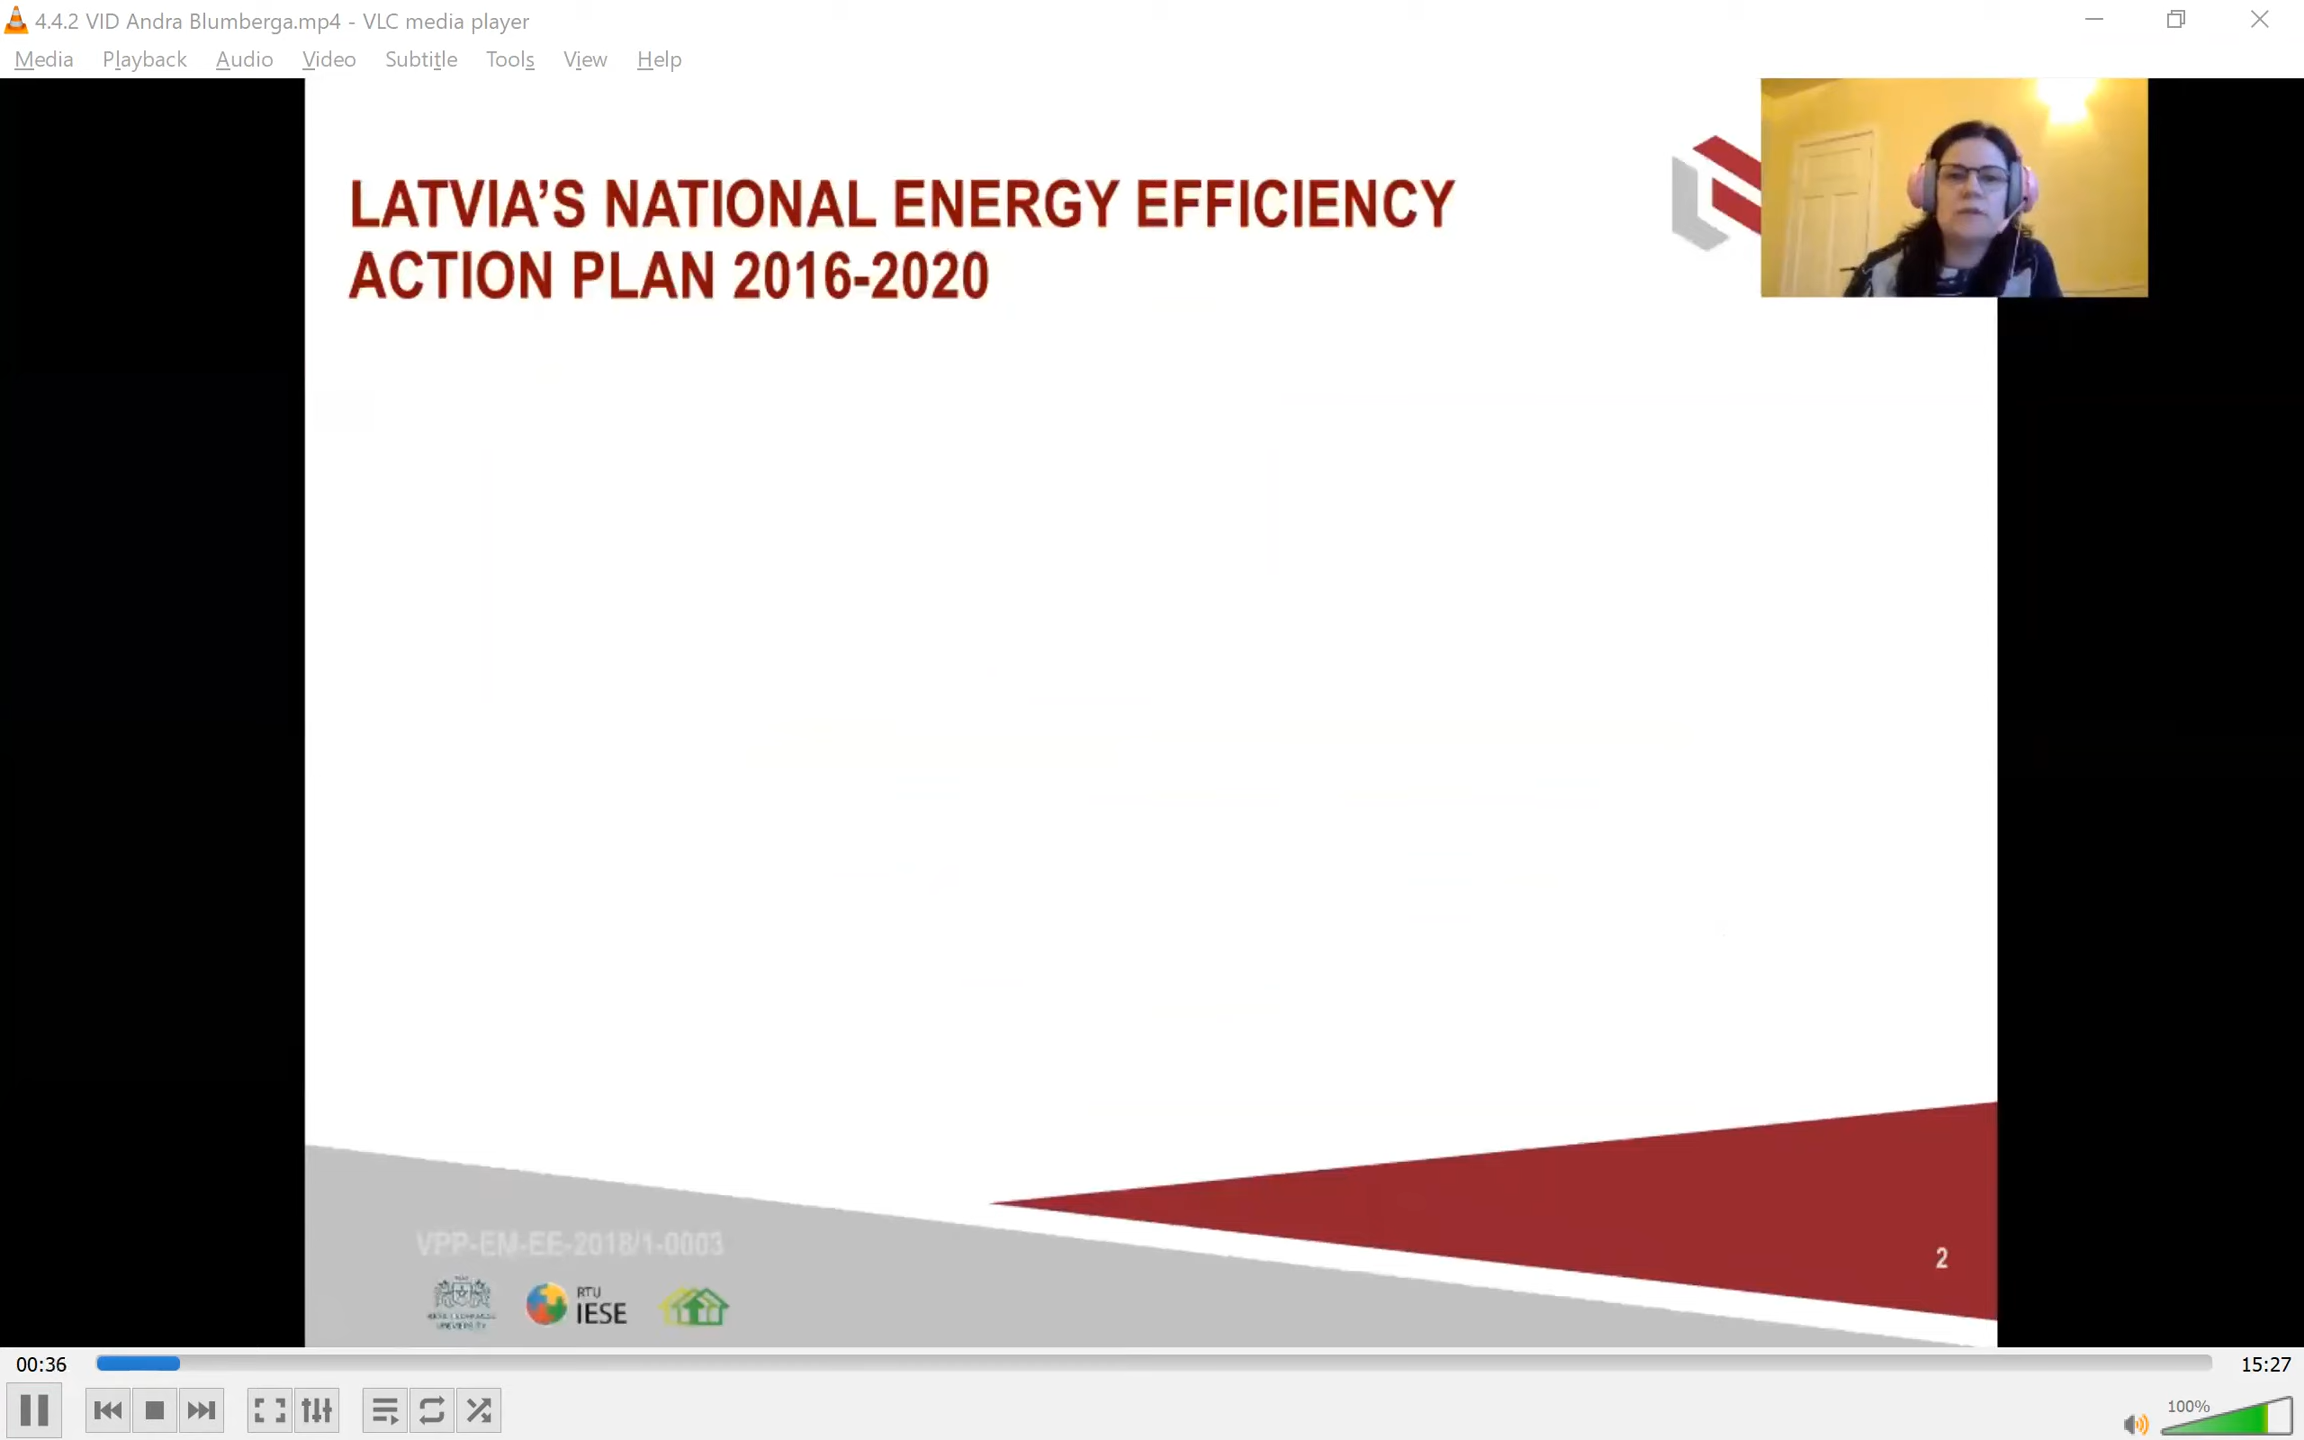 4.4.2 VID Andra Blumberga.mp4 - VLC media player
Media Playback Audio Video Subtitle Tools View Help
LATVIA'S NATIONAL ENERGY EFFICIENCY
ACTION PLAN 2016-2020
VPP-EM-EE-2018/1-0003
2
RTU
IESE
UNIVERSITY
00:36
15:27
100%